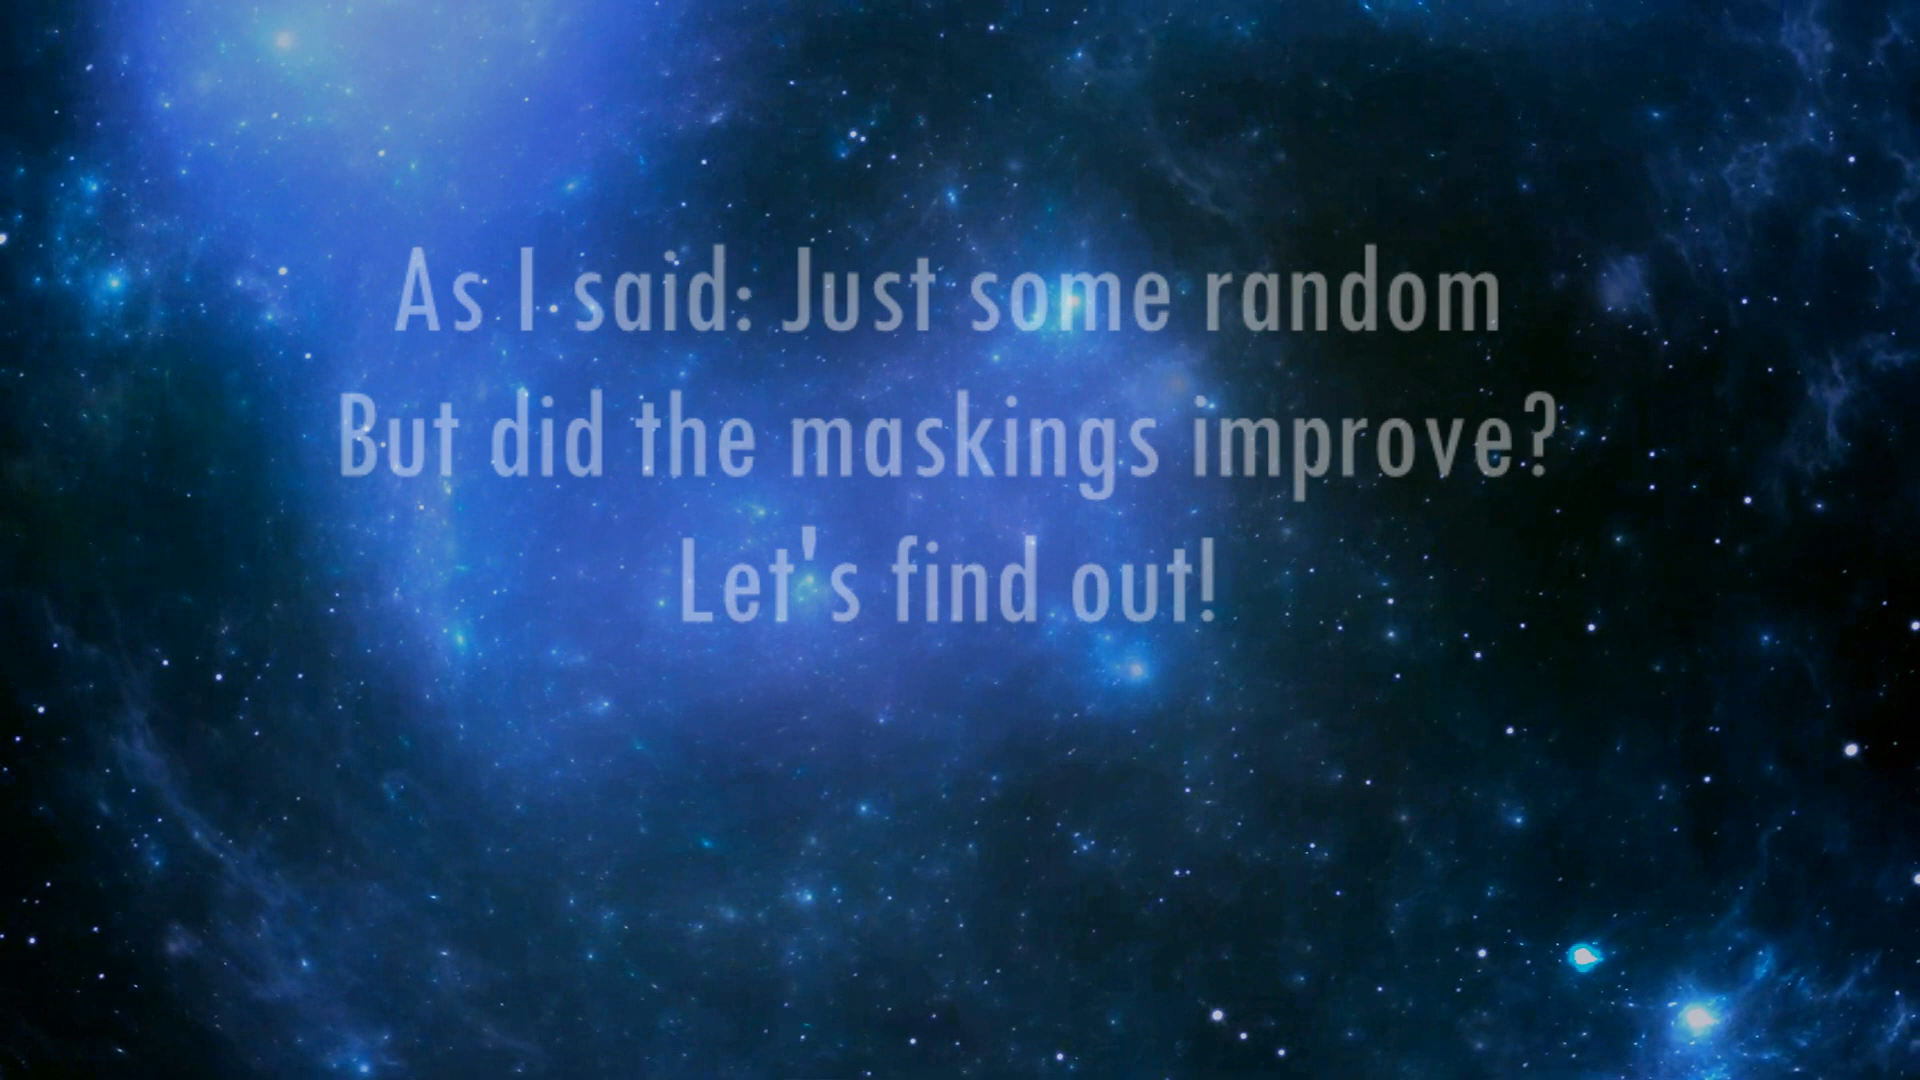 As I said: Just some random
But did the maskings improve?
Let's find out!